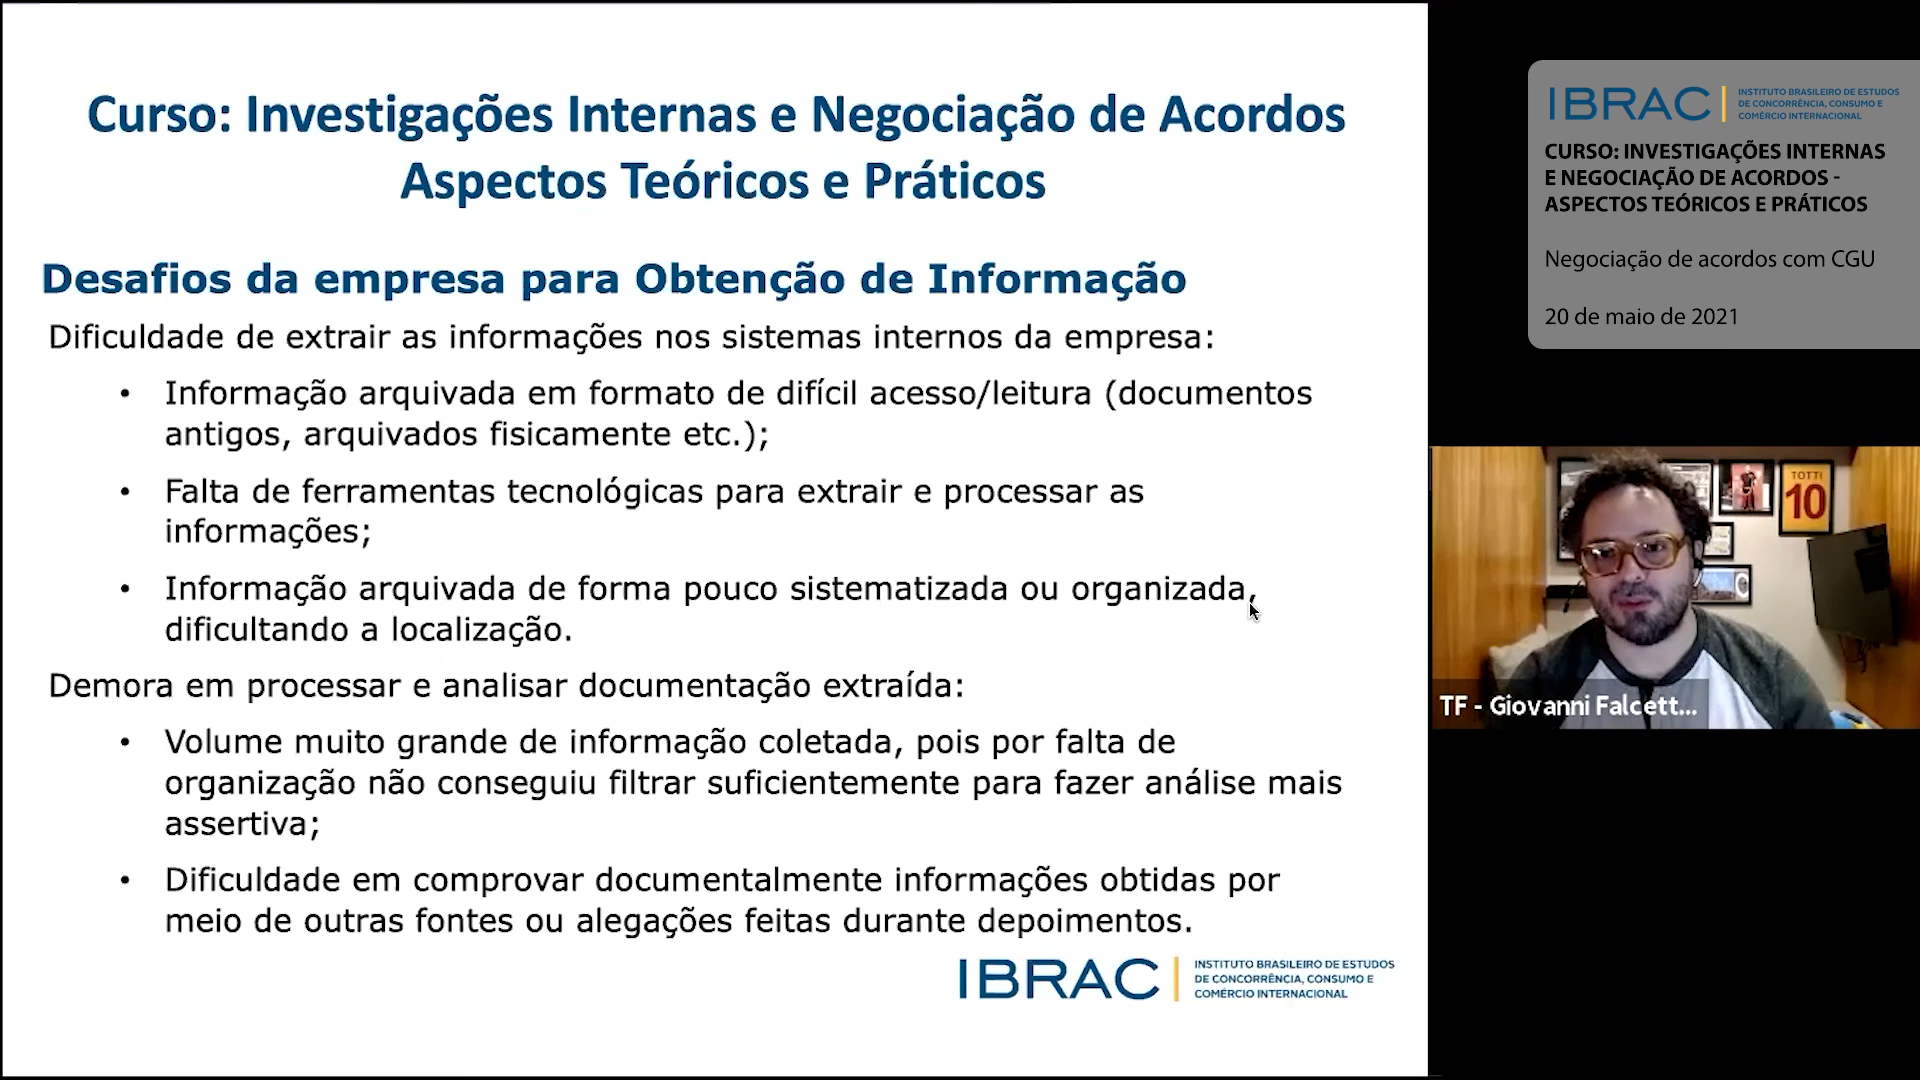 Curso: Investigações Internas e Negociação de Acordos
Aspectos Teóricos e Práticos
Desafios da empresa para Obtenção de Informação
Dificuldade de extrair as informações nos sistemas internos da empresa:
• Informação arquivada em formato de difícil acesso/leitura (documentos
antigos, arquivados fisicamente etc.);
• Falta de ferramentas tecnológicas para extrair e processar as
informações;
• Informação arquivada de forma pouco sistematizada ou organizada,
dificultando a localização.
Demora em processar e analisar documentação extraída:
• Volume muito grande de informação coletada, pois por falta de
organização não conseguiu filtrar suficientemente para fazer análise mais
assertiva;
• Dificuldade em comprovar documentalmente informações obtidas por
meio de outras fontes ou alegações feitas durante depoimentos.
IBRAC
INSTITUTO BRASILEIRO DE ESTUDOS
DE CONCORRÊNCIA, CONSUMO E
COMÉRCIO INTERNACIONAL
IBRAC
INSTITUTO BRASILEIRO DE ESTUDOS
DE CONCORRÊNCIA, CONSUMO E
COMÉRCIO INTERNACIONAL
CURSO: INVESTIGAÇÕES INTERNAS
E NEGOCIAÇÃO DE ACORDOS -
ASPECTOS TEÓRICOS E PRÁTICOS
Negociação de acordos com CGU
20 de maio de 2021
TOTTI
10
TF - Giovanni Falcett...